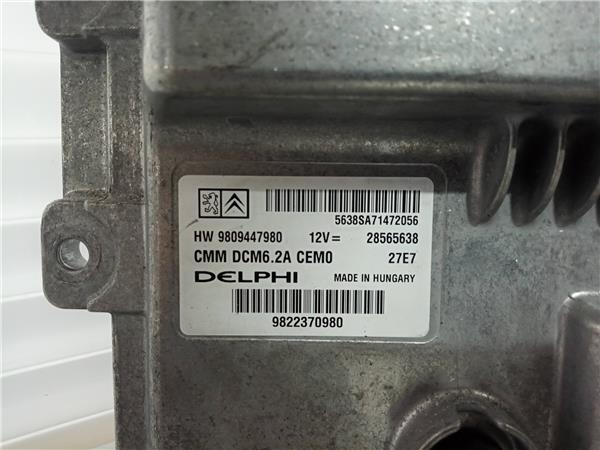 5638SA71472056
HW 9809447980 12V= 28565638
CMM DCM6.2A CEM0 27E7
DELPHI MADE IN HUNGARY
9822370980